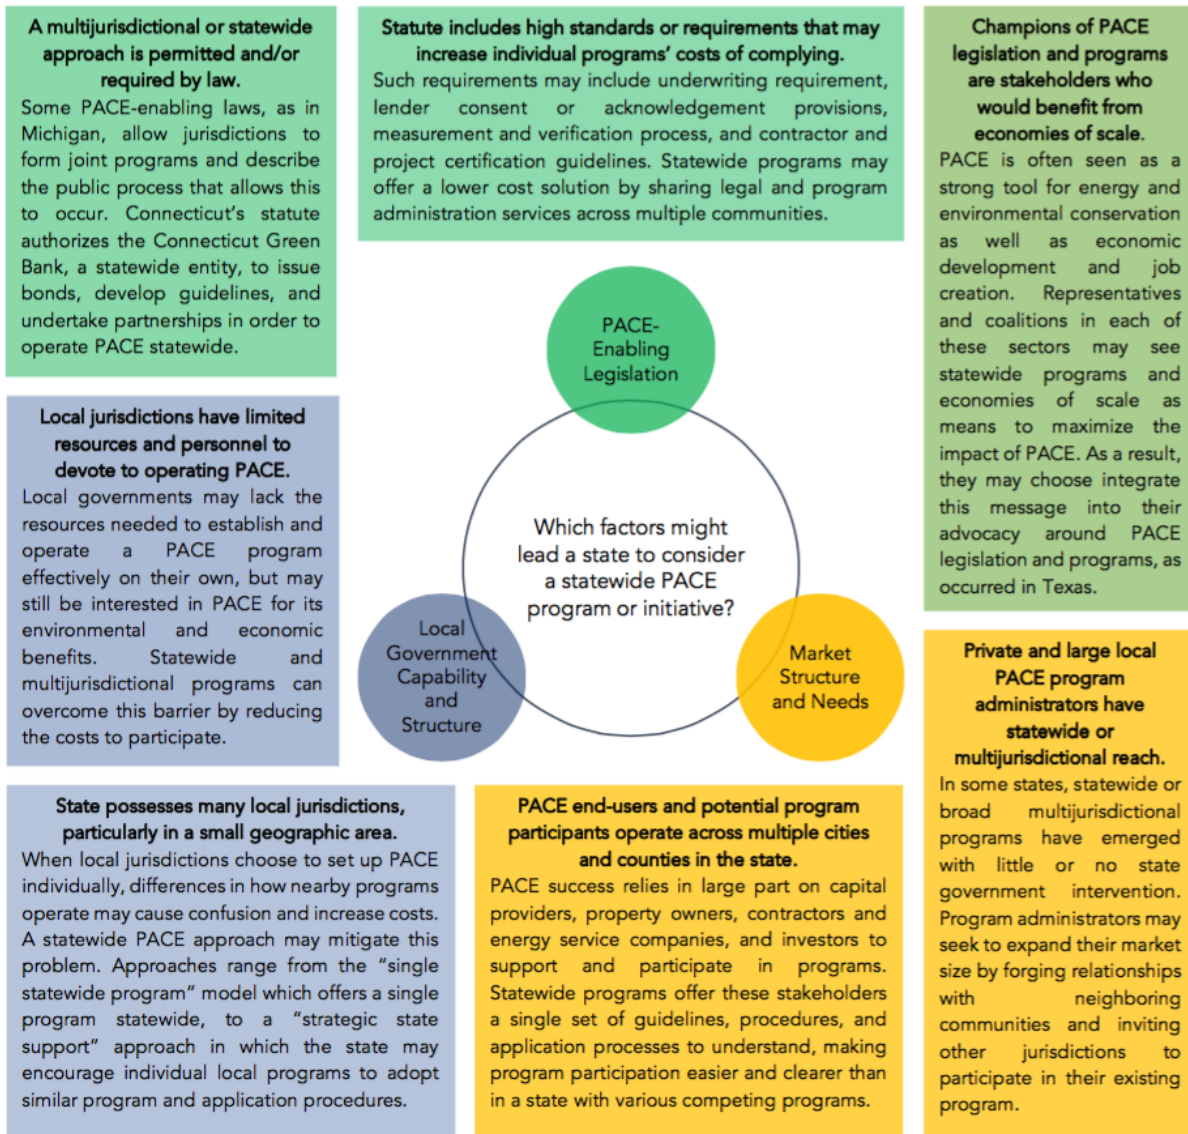 A multijurisdictional or statewide
approach is permitted and/or
required by law.
Some PACE-enabling laws, as in
Michigan, allow jurisdictions to
form joint programs and describe
the public process that allows this
to occur. Connecticut's statute
authorizes the Connecticut Green
Bank, a statewide entity, to issue
bonds, develop guidelines, and
undertake partnerships in order to
operate PACE statewide.
Statute includes high standards or requirements that may
increase individual programs' costs of complying.
Such requirements may include underwriting requirement,
lender consent or acknowledgement provisions,
measurement and verification process, and contractor and
project certification guidelines. Statewide programs may
offer a lower cost solution by sharing legal and program
administration services across multiple communities.
Champions of PACE
legislation and programs
are stakeholders who
would benefit from
economies of scale.
PACE is often seen as a
strong tool for energy and
environmental conservation
as well as economic
development and job
creation. Representatives
and coalitions in each of
these sectors may see
statewide programs and
economies of scale as
means to maximize the
impact of PACE. As a result,
they may choose integrate
this message into their
advocacy around PACE
legislation and programs, as
occurred in Texas.
PACE-
Enabling
Legislation
Which factors might
lead a state to consider
a statewide PACE
program or initiative?
Local
Government
Capability
and
Structure
Market
Structure
and Needs
Local jurisdictions have limited
resources and personnel to
devote to operating PACE.
Local governments may lack the
resources needed to establish and
operate a PACE program
effectively on their own, but may
still be interested in PACE for its
environmental and economic
benefits. Statewide and
multijurisdictional programs can
overcome this barrier by reducing
the costs to participate.
Private and large local
PACE program
administrators have
statewide or
multijurisdictional reach.
In some states, statewide or
broad multijurisdictional
programs have emerged
with little or no state
government intervention.
Program administrators may
seek to expand their market
size by forging relationships
with neighboring
communities and inviting
other jurisdictions to
participate in their existing
program.
State possesses many local jurisdictions,
particularly in a small geographic area.
When local jurisdictions choose to set up PACE
individually, differences in how nearby programs
operate may cause confusion and increase costs.
A statewide PACE approach may mitigate this
problem. Approaches range from the "single
statewide program" model which offers a single
program statewide, to a "strategic state
support" approach in which the state may
encourage individual local programs to adopt
similar program and application procedures.
PACE end-users and potential program
participants operate across multiple cities
and counties in the state.
PACE success relies in large part on capital
providers, property owners, contractors and
energy service companies, and investors to
support and participate in programs.
Statewide programs offer these stakeholders
a single set of guidelines, procedures, and
application processes to understand, making
program participation easier and clearer than
in a state with various competing programs.